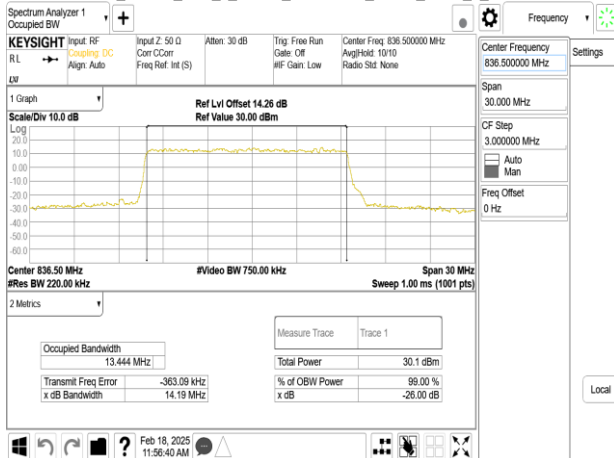 Spectrum Analyzer 1
Occupied BW
Frequency
KEYSIGHT
Input: RF
Input Z: 50 Ω
Atten: 30 dB
Trig: Free Run
Center Freq: 836.500000 MHz
RL
Coupling: DC
Corr CCorr
Gate: Off
Avg|Hold: 10/10
Align: Auto
Freq Ref: Int (S)
#IF Gain: Low
Radio Std: None
LXI
Center Frequency
836.500000 MHz
Settings
Span
30.000 MHz
CF Step
3.000000 MHz
Auto
Man
Freq Offset
0 Hz
Local
1 Graph
Ref Lvl Offset 14.26 dB
Scale/Div 10.0 dB
Ref Value 30.00 dBm
Log
20.0
10.0
0.00
-10.0
-20.0
-30.0
-40.0
-50.0
-60.0
Center 836.50 MHz
#Video BW 750.00 kHz
Span 30 MHz
#Res BW 220.00 kHz
Sweep 1.00 ms (1001 pts)
2 Metrics
Measure Trace
Trace 1
Occupied Bandwidth
13.444 MHz
Total Power
30.1 dBm
Transmit Freq Error
-363.09 kHz
% of OBW Power
99.00 %
x dB Bandwidth
14.19 MHz
x dB
-26.00 dB
Feb 18, 2025
11:56:40 AM